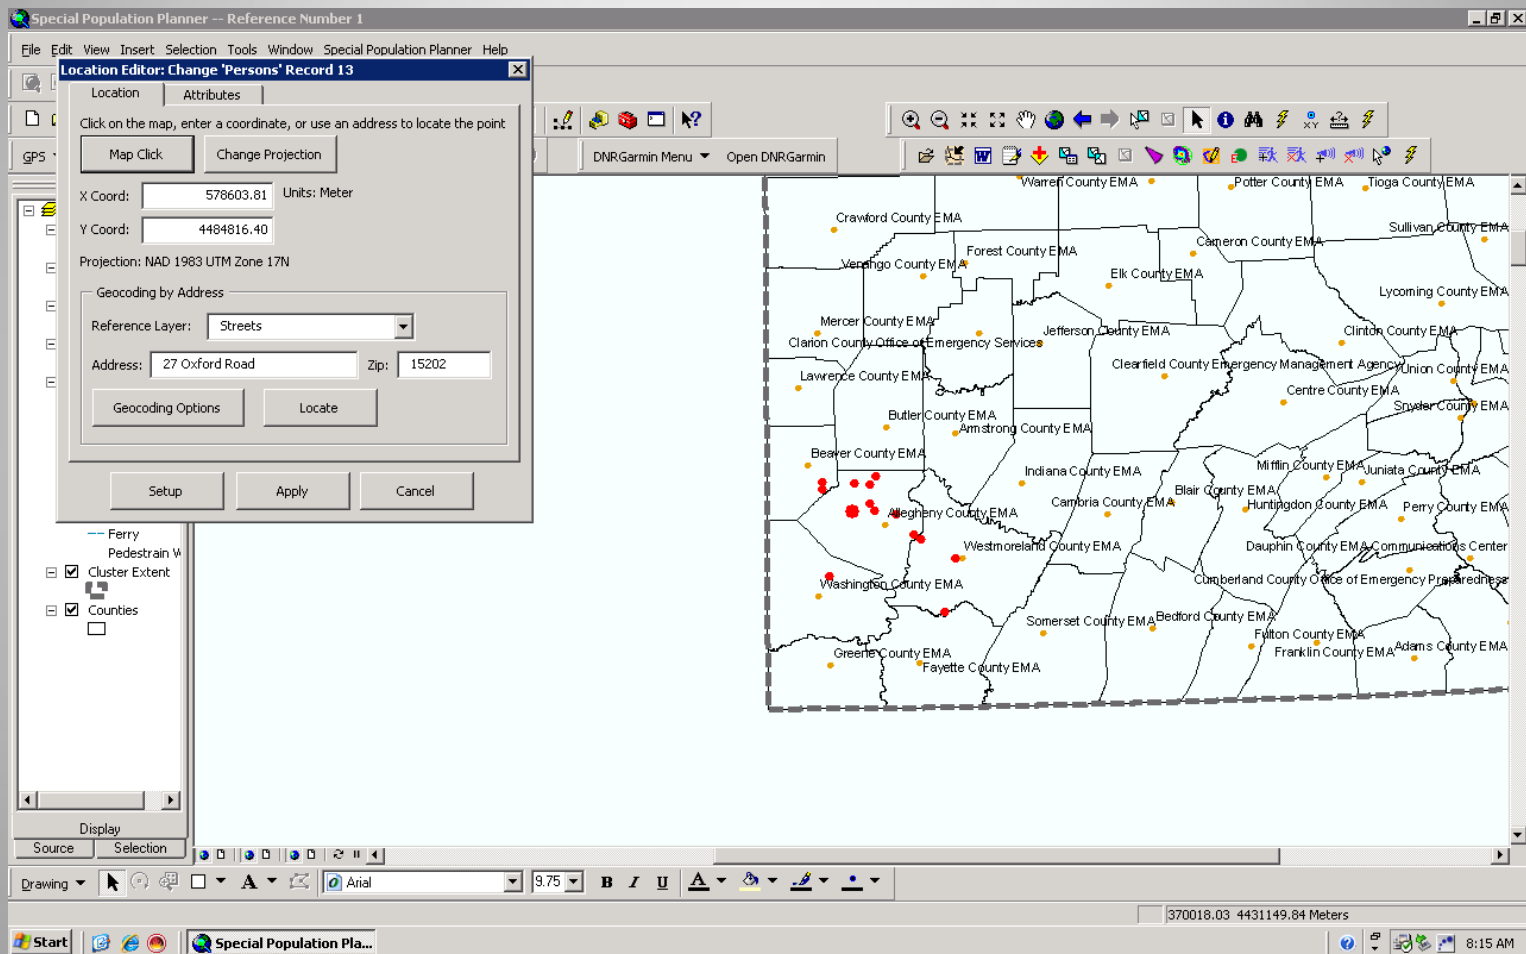 Special Population Planner -- Reference Number 1
File Edit View Insert Selection Tools Window Special Population Planner Help
Location Editor: Change 'Persons' Record 13
Location Attributes
Click on the map, enter a coordinate, or use an address to locate the point
Map Click Change Projection
X Coord: 578603.81 Units: Meter
Y Coord: 4484816.40
Projection: NAD 1983 UTM Zone 17N
Geocoding by Address
Reference Layer: Streets
Address: 27 Oxford Road Zip: 15202
Geocoding Options Locate
Setup Apply Cancel
GPS
DNRGarmin Menu Open DNRGarmin
XY
Ferry
Pedestrain
Cluster Extent
Counties
Display
Source Selection
Warren County EMA
Potter County EMA
Tioga County EMA
Crawford County EMA
Sullivan County EMA
Forest County EMA
Cameron County EMA
Venango County EMA
Elk County EMA
Lycoming County EMA
Mercer County EMA
Jefferson County EMA
Clinton County EMA
Clarion County Office of Emergency Services
Clearfield County Emergency Management Agency
Union County EMA
Lawrence County EMA
Centre County EMA
Snyder County EMA
Butler County EMA
Armstrong County EMA
Beaver County EMA
Indiana County EMA
Mifflin County EMA
Juniata County EMA
Blair County EMA
Cambria County EMA
Huntingdon County EMA
Perry County EMA
Allegheny County EMA
Westmoreland County EMA
Dauphin County EMA Communications Center
Washington County EMA
Cumberland County Office of Emergency Preparedness
Somerset County EMA
Bedford County EMA
Fulton County EMA
Franklin County EMA
Adams County EMA
Greene County EMA
Fayette County EMA
Drawing A Arial 9.75 B I U A
370018.03 4431149.84 Meters
Start Special Population Pla... 8:15 AM